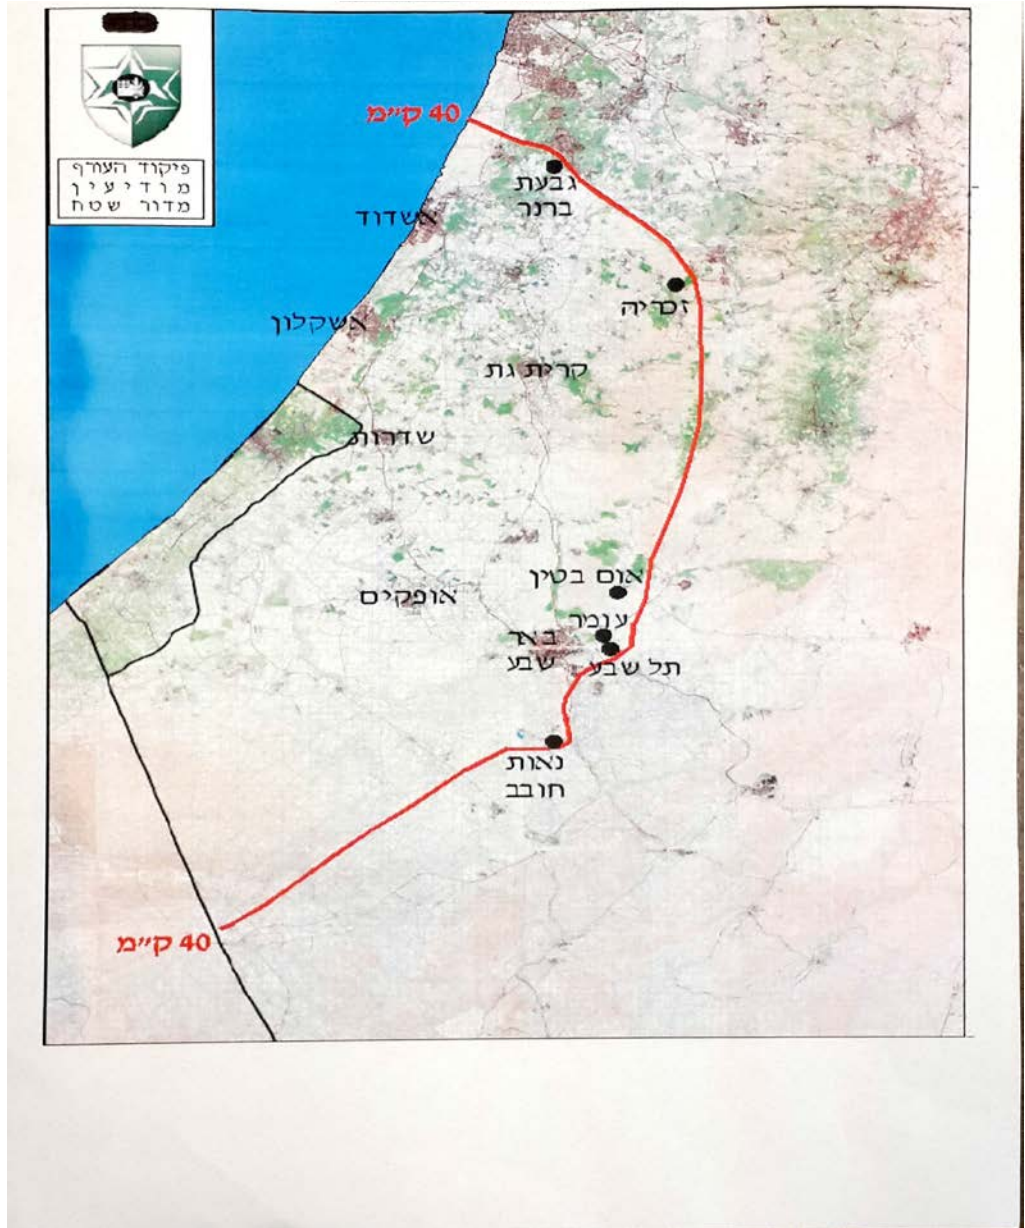 פיקוד העורף
מודיעין
מדור שטח
40 ק״מ
גבעת
ברנר
אשדוד
זכריה
אשקלון
קרית גת
שדרות
אום בטין
אופקים
עומר
באר
שבע
תל שבע
נאות
חובב
40 ק״מ